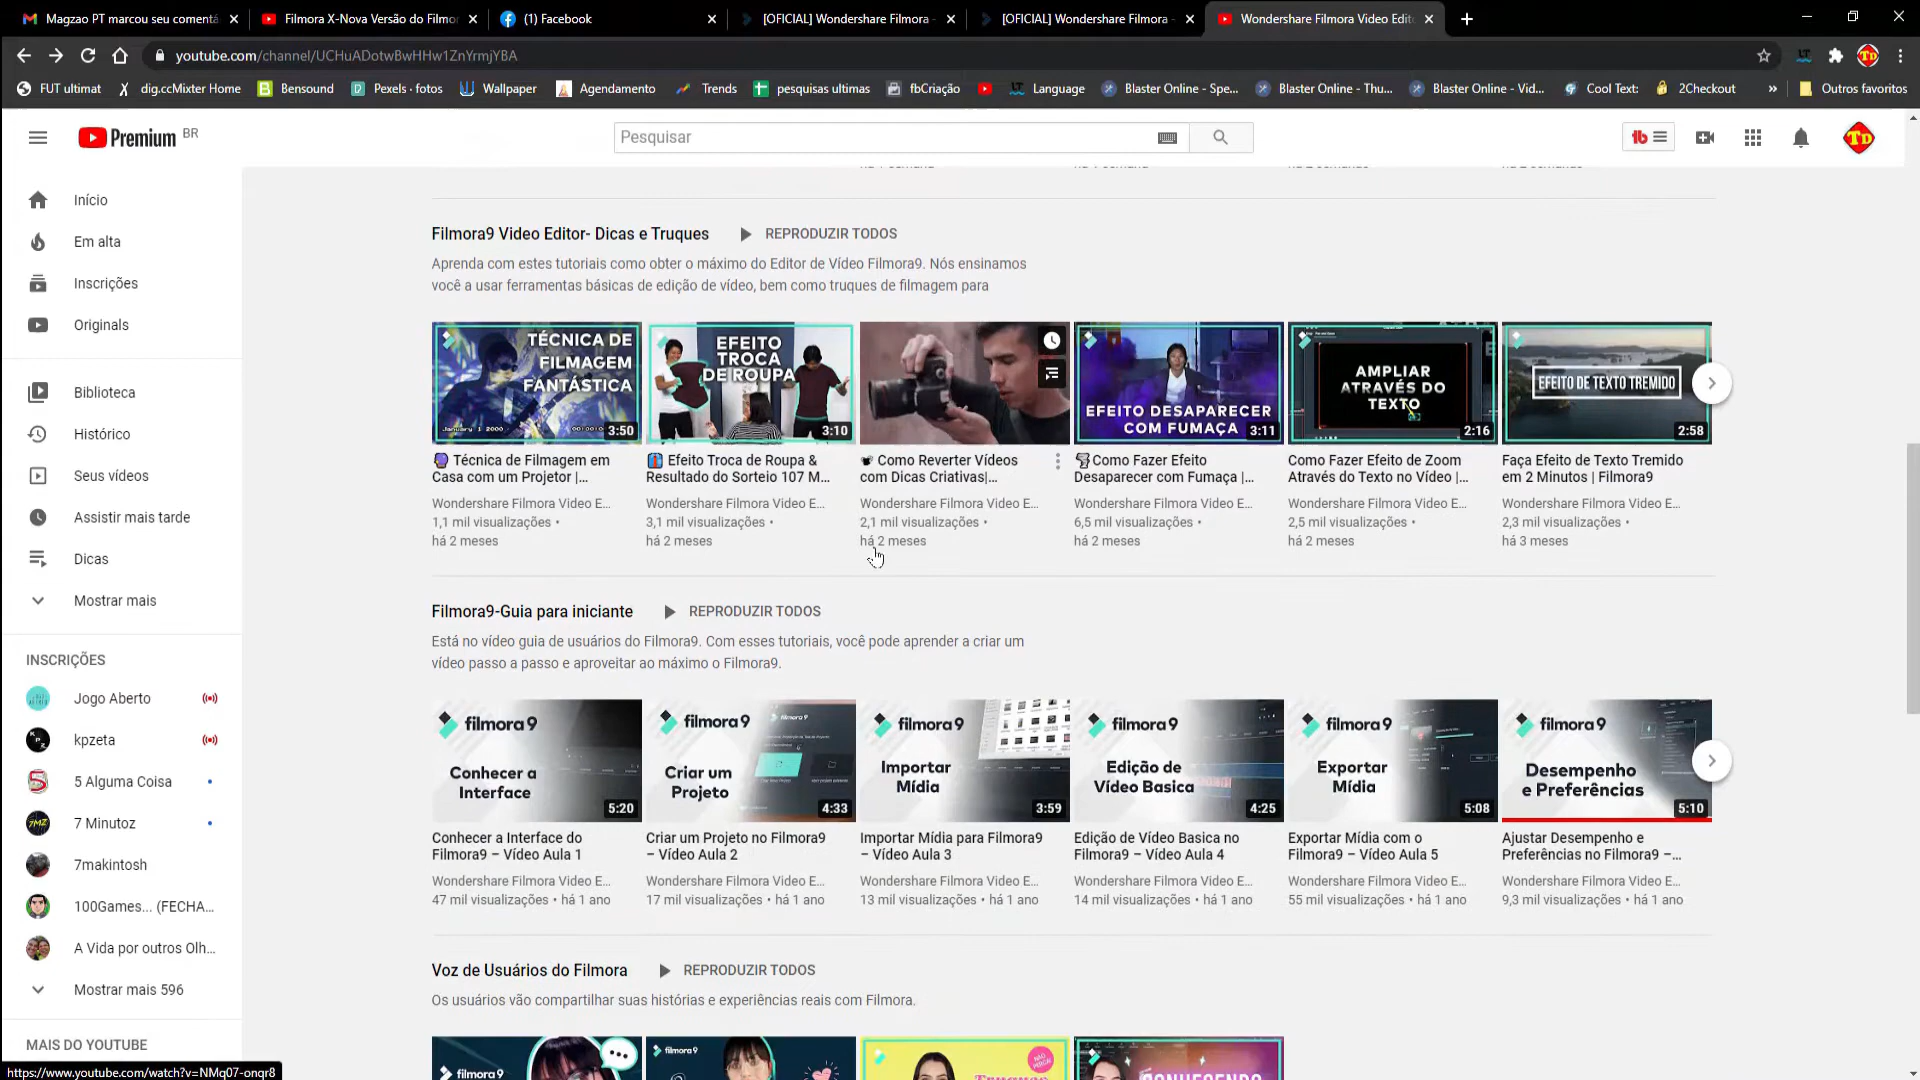 Magzao PT marcou seu comentá
Filmora X-Nova Versão do Filmor
(1) Facebook
[OFICIAL] Wondershare Filmora -
[OFICIAL] Wondershare Filmora -
Wondershare Filmora Video Edit
youtube.com/channel/UCHuADotwBwHHw1ZnYrmjYBA
FUT ultimat
dig.ccMixter Home
Bensound
Pexels · fotos
Wallpaper
Agendamento
Trends
pesquisas ultimas
fbCriação
Language
Blaster Online - Spe...
Blaster Online - Thu...
Blaster Online - Vid...
Cool Text:
2Checkout
»
Outros favoritos
Premium BR
Pesquisar
Início
Em alta
Inscrições
Originals
Biblioteca
Histórico
Seus vídeos
Assistir mais tarde
Dicas
Mostrar mais
INSCRIÇÕES
Jogo Aberto
kpzeta
5 Alguma Coisa
7 Minutoz
7makintosh
100Games... (FECHA...
A Vida por outros Olh...
Mostrar mais 596
MAIS DO YOUTUBE
https://www.youtube.com/watch?v=NMq07-onqr8
Filmora9 Video Editor- Dicas e Truques
REPRODUZIR TODOS
Aprenda com estes tutoriais como obter o máximo do Editor de Vídeo Filmora9. Nós ensinamos
você a usar ferramentas básicas de edição de vídeo, bem como truques de filmagem para
TÉCNICA DE
FILMAGEM
FANTÁSTICA
January 1 2000
3:50
Técnica de Filmagem em
Casa com um Projetor |...
Wondershare Filmora Video E...
1,1 mil visualizações •
há 2 meses
EFEITO
TROCA
DE ROUPA
3:10
Efeito Troca de Roupa &
Resultado do Sorteio 107 M...
Wondershare Filmora Video E...
3,1 mil visualizações •
há 2 meses
Como Reverter Vídeos
com Dicas Criativas|...
Wondershare Filmora Video E...
2,1 mil visualizações •
há 2 meses
EFEITO DESAPARECER
COM FUMAÇA
3:11
Como Fazer Efeito
Desaparecer com Fumaça |...
Wondershare Filmora Video E...
6,5 mil visualizações •
há 2 meses
AMPLIAR
ATRAVÉS DO
TEXTO
2:16
Como Fazer Efeito de Zoom
Através do Texto no Vídeo |...
Wondershare Filmora Video E...
2,5 mil visualizações •
há 2 meses
EFEITO DE TEXTO TREMIDO
2:58
Faça Efeito de Texto Tremido
em 2 Minutos | Filmora9
Wondershare Filmora Video E...
2,3 mil visualizações •
há 3 meses
Filmora9-Guia para iniciante
REPRODUZIR TODOS
Está no vídeo guia de usuários do Filmora9. Com esses tutoriais, você pode aprender a criar um
vídeo passo a passo e aproveitar ao máximo o Filmora9.
filmora9
Conhecer a
Interface
5:20
Conhecer a Interface do
Filmora9 – Vídeo Aula 1
Wondershare Filmora Video E...
47 mil visualizações • há 1 ano
filmora9
Criar um
Projeto
4:33
Criar um Projeto no Filmora9
– Vídeo Aula 2
Wondershare Filmora Video E...
17 mil visualizações • há 1 ano
filmora9
Importar
Mídia
3:59
Importar Mídia para Filmora9
– Vídeo Aula 3
Wondershare Filmora Video E...
13 mil visualizações • há 1 ano
filmora9
Edição de
Vídeo Basica
4:25
Edição de Vídeo Basica no
Filmora9 – Vídeo Aula 4
Wondershare Filmora Video E...
14 mil visualizações • há 1 ano
filmora9
Exportar
Mídia
5:08
Exportar Mídia com o
Filmora9 – Vídeo Aula 5
Wondershare Filmora Video E...
55 mil visualizações • há 1 ano
filmora9
Desempenho
e Preferências
5:10
Ajustar Desempenho e
Preferências no Filmora9 –...
Wondershare Filmora Video E...
9,3 mil visualizações • há 1 ano
Voz de Usuários do Filmora
REPRODUZIR TODOS
Os usuários vão compartilhar suas histórias e experiências reais com Filmora.
filmora9
filmora9